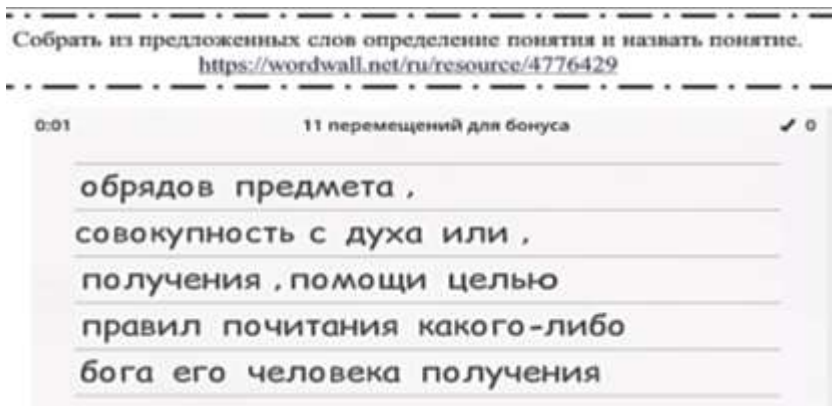 Собрать из предложенных слов определение понятия и назвать понятие.
https://wordwall.net/ru/resource/4776429
0:01 11 перемещений для бонуса ✓ 0
обрядов предмета ,
совокупность с духа или ,
получения , помощи целью
правил почитания какого-либо
бога его человека получения